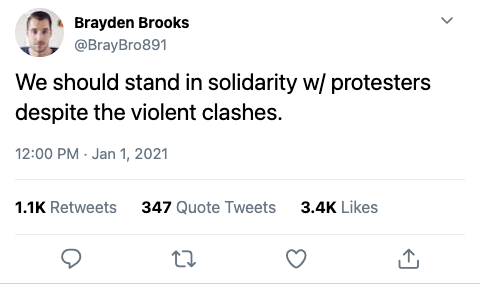 Brayden Brooks
@BrayBro891
We should stand in solidarity w/ protesters
despite the violent clashes.
12:00 PM · Jan 1, 2021
1.1K Retweets 347 Quote Tweets 3.4K Likes